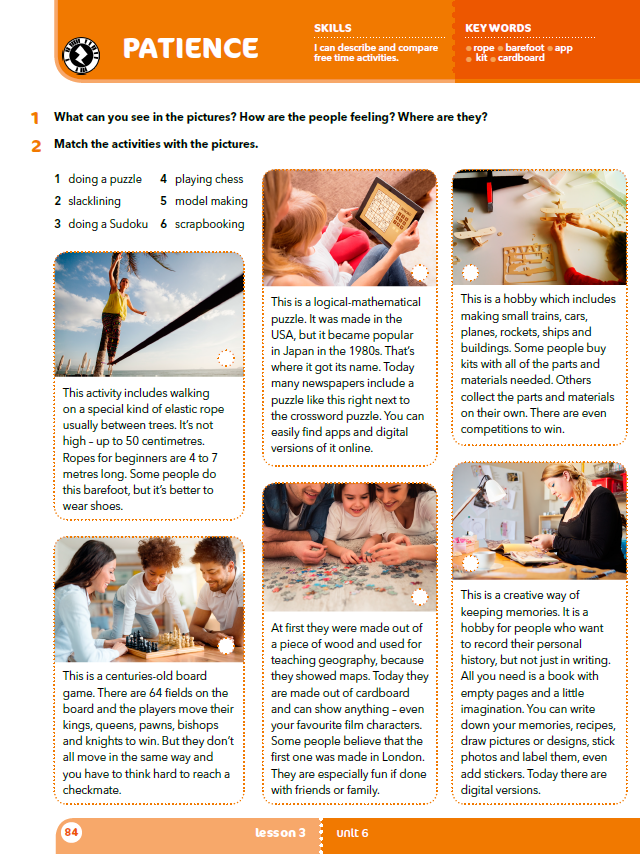 PATIENCE
SKILLS
I can describe and compare
free time activities.
KEY WORDS
rope barefoot app
kit cardboard
1 What can you see in the pictures? How are the people feeling? Where are they?
2 Match the activities with the pictures.
1 doing a puzzle
2 slacklining
3 doing a Sudoku
4 playing chess
5 model making
6 scrapbooking
This activity includes walking
on a special kind of elastic rope
usually between trees. It's not
high – up to 50 centimetres.
Ropes for beginners are 4 to 7
metres long. Some people do
this barefoot, but it's better to
wear shoes.
This is a centuries-old board
game. There are 64 fields on the
board and the players move their
kings, queens, pawns, bishops
and knights to win. But they don't
all move in the same way and
you have to think hard to reach a
checkmate.
This is a logical-mathematical
puzzle. It was made in the
USA, but it became popular
in Japan in the 1980s. That's
where it got its name. Today
many newspapers include a
puzzle like this right next to
the crossword puzzle. You can
easily find apps and digital
versions of it online.
At first they were made out of
a piece of wood and used for
teaching geography, because
they showed maps. Today they
are made out of cardboard
and can show anything – even
your favourite film characters.
Some people believe that the
first one was made in London.
They are especially fun if done
with friends or family.
This is a hobby which includes
making small trains, cars,
planes, rockets, ships and
buildings. Some people buy
kits with all of the parts and
materials needed. Others
collect the parts and materials
on their own. There are even
competitions to win.
This is a creative way of
keeping memories. It is a
hobby for people who want
to record their personal
history, but not just in writing.
All you need is a book with
empty pages and a little
imagination. You can write
down your memories, recipes,
draw pictures or designs, stick
photos and label them, even
add stickers. Today there are
digital versions.
84
lesson 3
unit 6